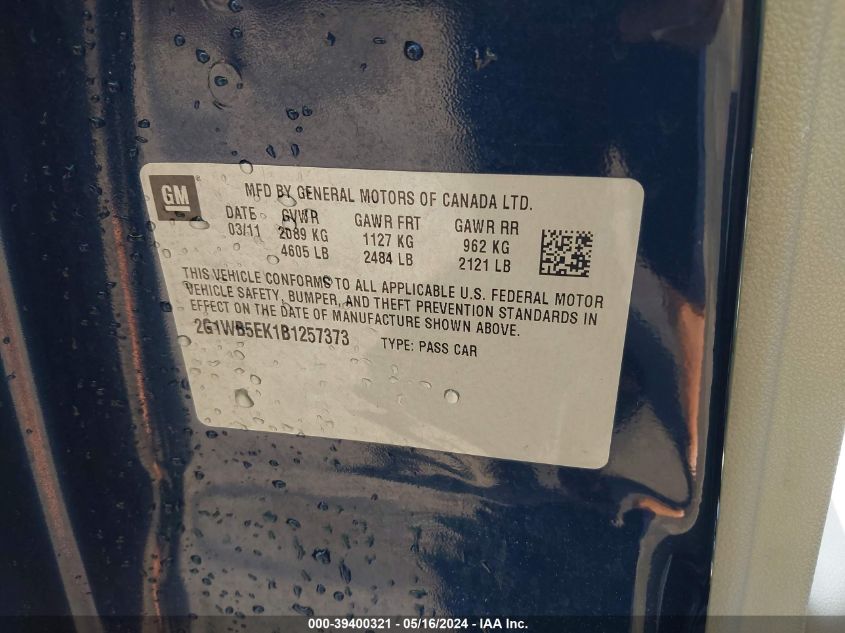 GM
MFD BY GENERAL MOTORS OF CANADA LTD.
DATE GVWR GAWR FRT GAWR RR
03/11 2089 KG 1127 KG 962 KG
4605 LB 2484 LB 2121 LB
THIS VEHICLE CONFORMS TO ALL APPLICABLE U.S. FEDERAL MOTOR
VEHICLE SAFETY, BUMPER, AND THEFT PREVENTION STANDARDS IN
EFFECT ON THE DATE OF MANUFACTURE SHOWN ABOVE.
2G1WB5EK1B1257373 TYPE: PASS CAR
000-39400321 - 05/16/2024 - IAA Inc.